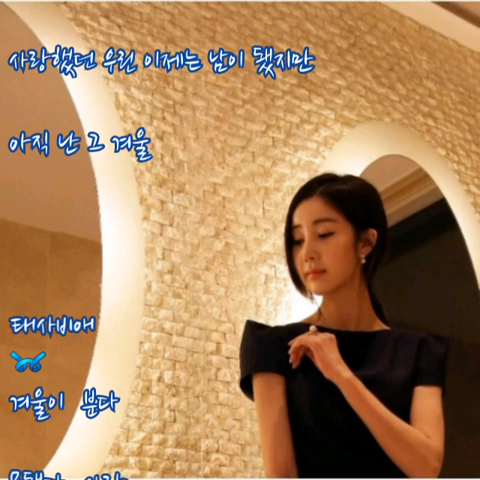 사랑했던 우린 이제는 남이 됐지만
아직 난 그 겨울
태사비애
겨울이 분다